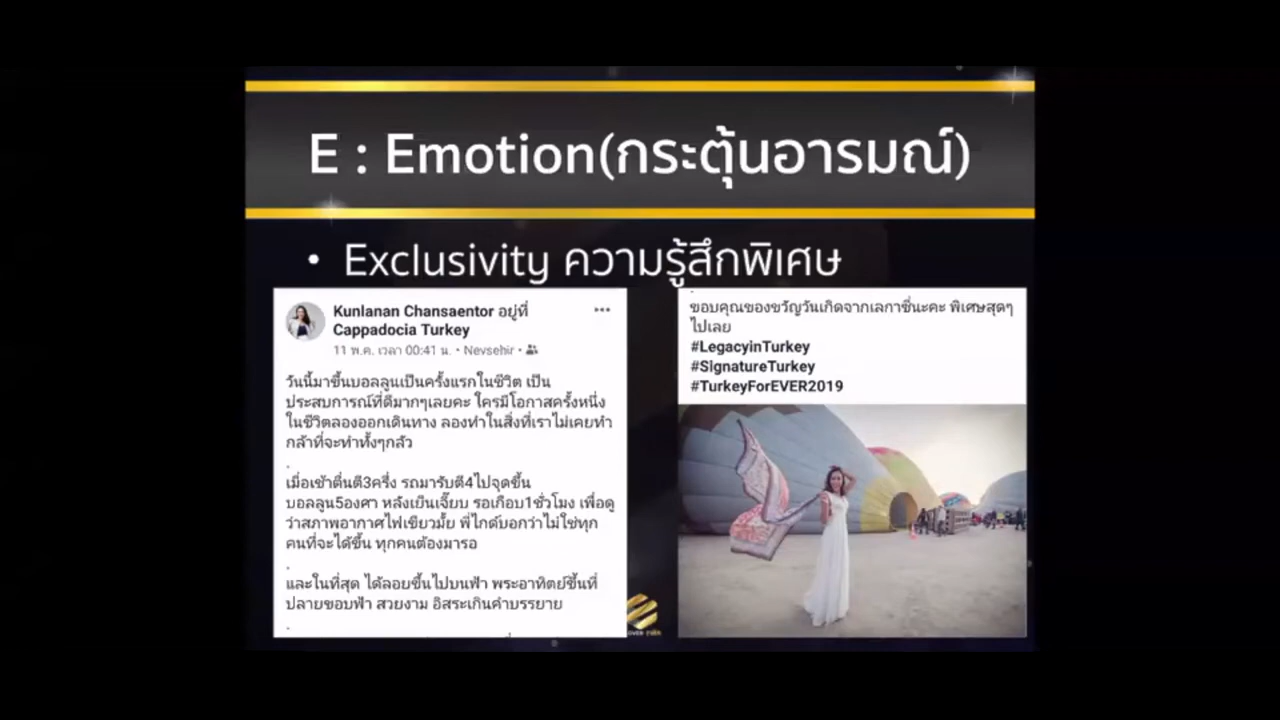 E : Emotion(กระตุ้นอารมณ์)
• Exclusivity ความรู้สึกพิเศษ
Kunlanan Chansaentor อยู่ที่
Cappadocia Turkey
11 พ.ค. เวลา 00:41 น. • Nevsehir •
วันนี้มาขึ้นบอลลูนเป็นครั้งแรกในชีวิต เป็น
ประสบการณ์ที่ดีมากๆเลยคะ ใครมีโอกาสครั้งหนึ่ง
ในชีวิตลองออกเดินทาง ลองทำในสิ่งที่เราไม่เคยทำ
กล้าที่จะทำทั้งๆกลัว
.
เมื่อเช้าตื่นตี3ครึ่ง รถมารับตี4ไปจุดขึ้น
บอลลูน5องศา หลังเย็นเจี๊ยบ รอเกือบ1ชั่วโมง เพื่อดู
ว่าสภาพอากาศไฟเขียวมั้ย พี่ไกด์บอกว่าไม่ใช่ทุก
คนที่จะได้ขึ้น ทุกคนต้องมารอ
.
และในที่สุด ได้ลอยขึ้นไปบนฟ้า พระอาทิตย์ขึ้นที่
ปลายขอบฟ้า สวยงาม อิสระเกินคำบรรยาย
.
ขอบคุณของขวัญวันเกิดจากเลกาซี่นะคะ พิเศษสุดๆ
ไปเลย
#LegacyinTurkey
#SignatureTurkey
#TurkeyForEVER2019